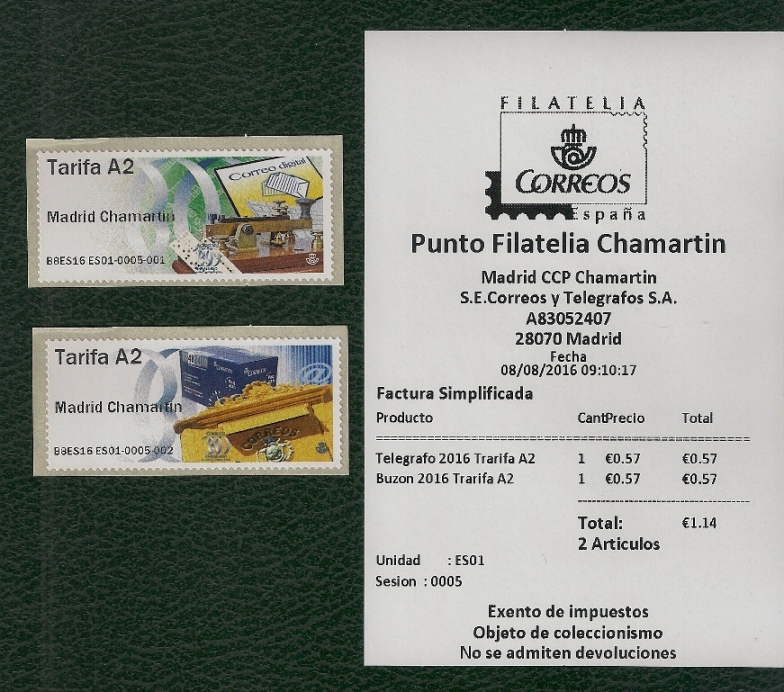 Tarifa A2
Madrid Chamartin
B8ES16 ES01-0005-001
Correo digital
Tarifa A2
Madrid Chamartin
B8ES16 ES01-0005-002
@
CORREOS
FILATELIA
CORREOS
España
Punto Filatelia Chamartin
Madrid CCP Chamartin
S.E.Correos y Telegrafos S.A.
A83052407
28070 Madrid
Fecha
08/08/2016 09:10:17
Factura Simplificada
Producto CantPrecio Total
Telegrafo 2016 Trarifa A2 1 €0.57 €0.57
Buzon 2016 Trarifa A2 1 €0.57 €0.57
Total: €1.14
2 Articulos
Unidad : ES01
Sesion : 0005
Exento de impuestos
Objeto de coleccionismo
No se admiten devoluciones